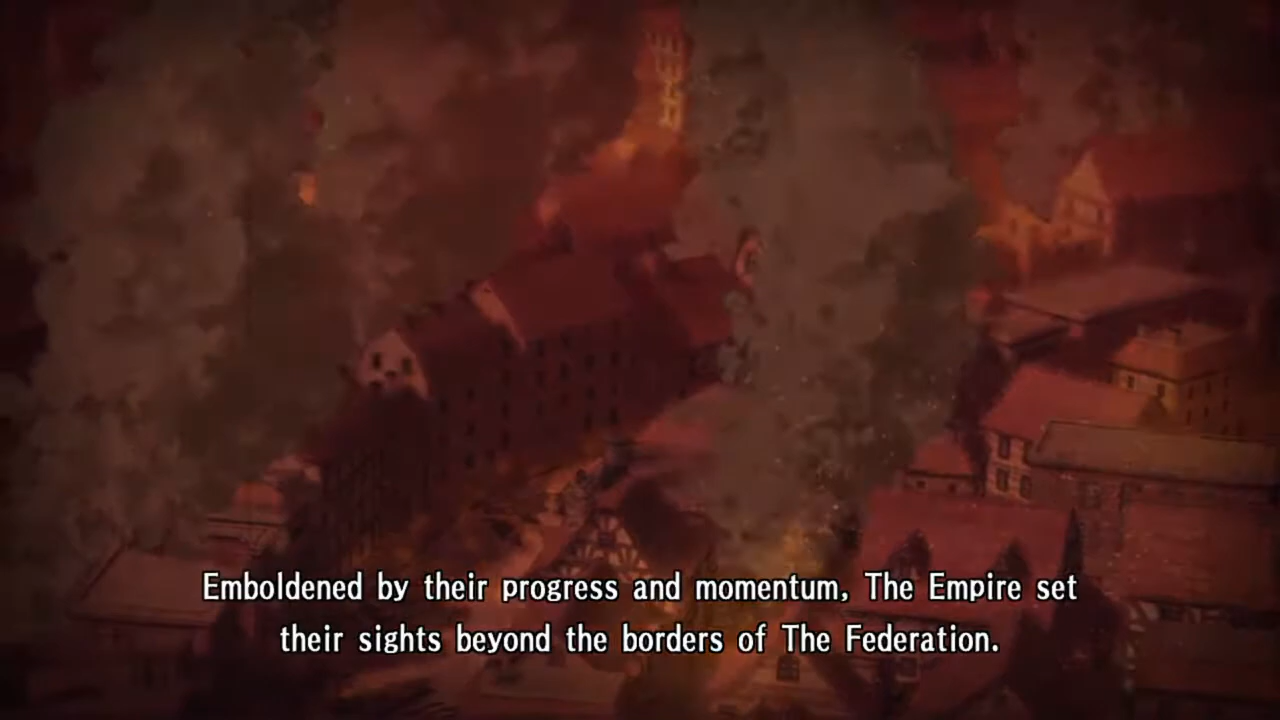 Emboldened by their progress and momentum, The Empire set
their sights beyond the borders of The Federation.